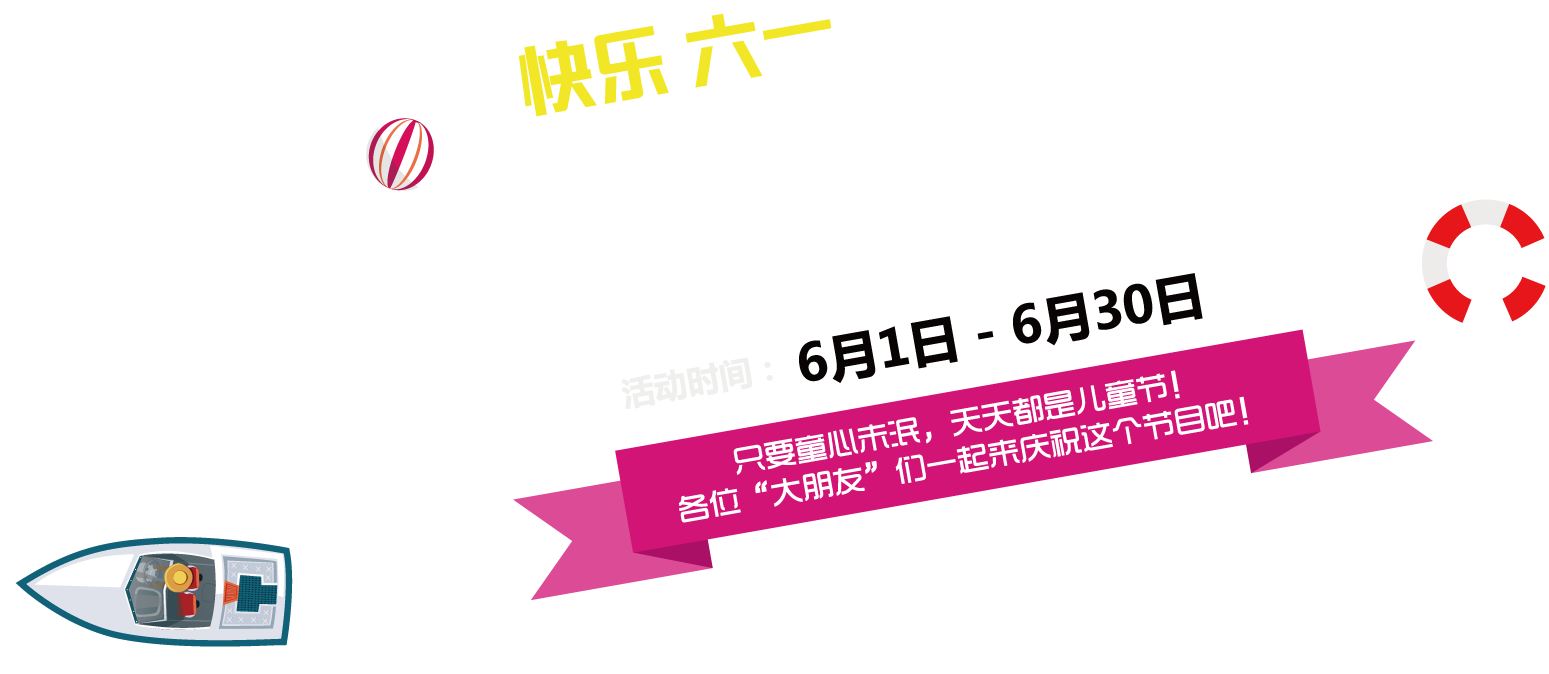 快乐 六一
活动时间： 6月1日 - 6月30日
只要童心未泯，天天都是儿童节！
各位“大朋友”们一起来庆祝这个节目吧！